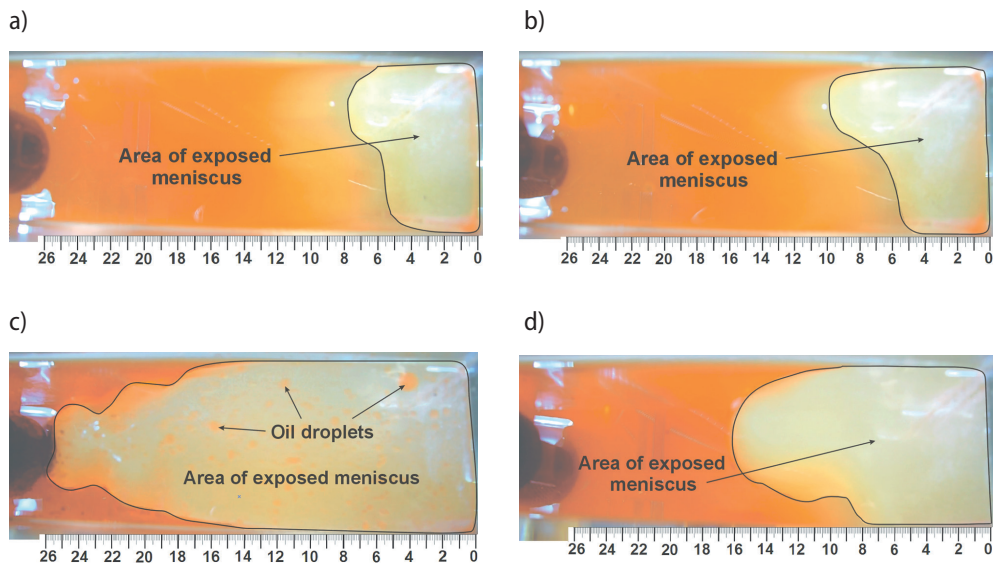 a)
Area of exposed
meniscus
26 24 22 20 18 16 14 12 10 8 6 4 2 0
b)
Area of exposed
meniscus
26 24 22 20 18 16 14 12 10 8 6 4 2 0
c)
Oil droplets
Area of exposed meniscus
26 24 22 20 18 16 14 12 10 8 6 4 2 0
d)
Area of exposed
meniscus
26 24 22 20 18 16 14 12 10 8 6 4 2 0